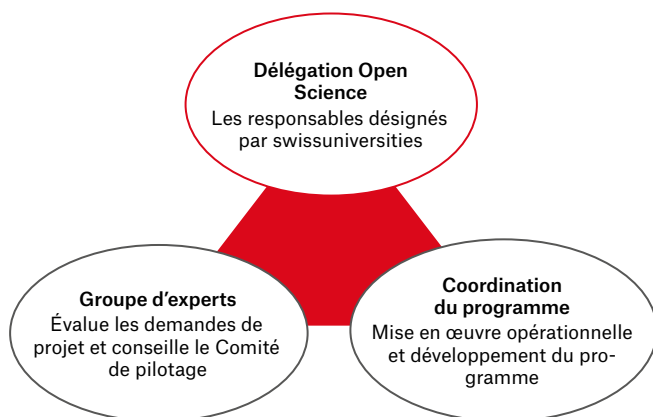 Délégation Open
Science
Les responsables désignés
par swissuniversities
Groupe d'experts
Évalue les demandes de
projet et conseille le Comité
de pilotage
Coordination
du programme
Mise en œuvre opérationnelle
et développement du pro-
gramme